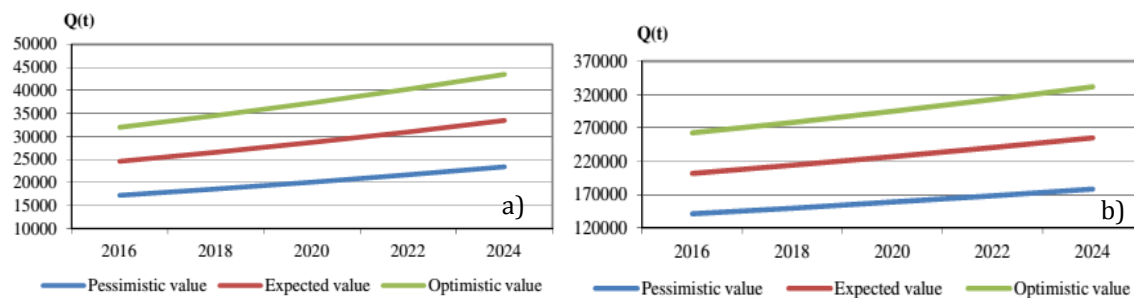 Q(t)
50000
45000
40000
35000
30000
25000
20000
15000
10000
a)
2016 2018 2020 2022 2024
Pessimistic value Expected value Optimistic value
Q(t)
370000
320000
270000
220000
170000
120000
b)
2016 2018 2020 2022 2024
Pessimistic value Expected value Optimistic value